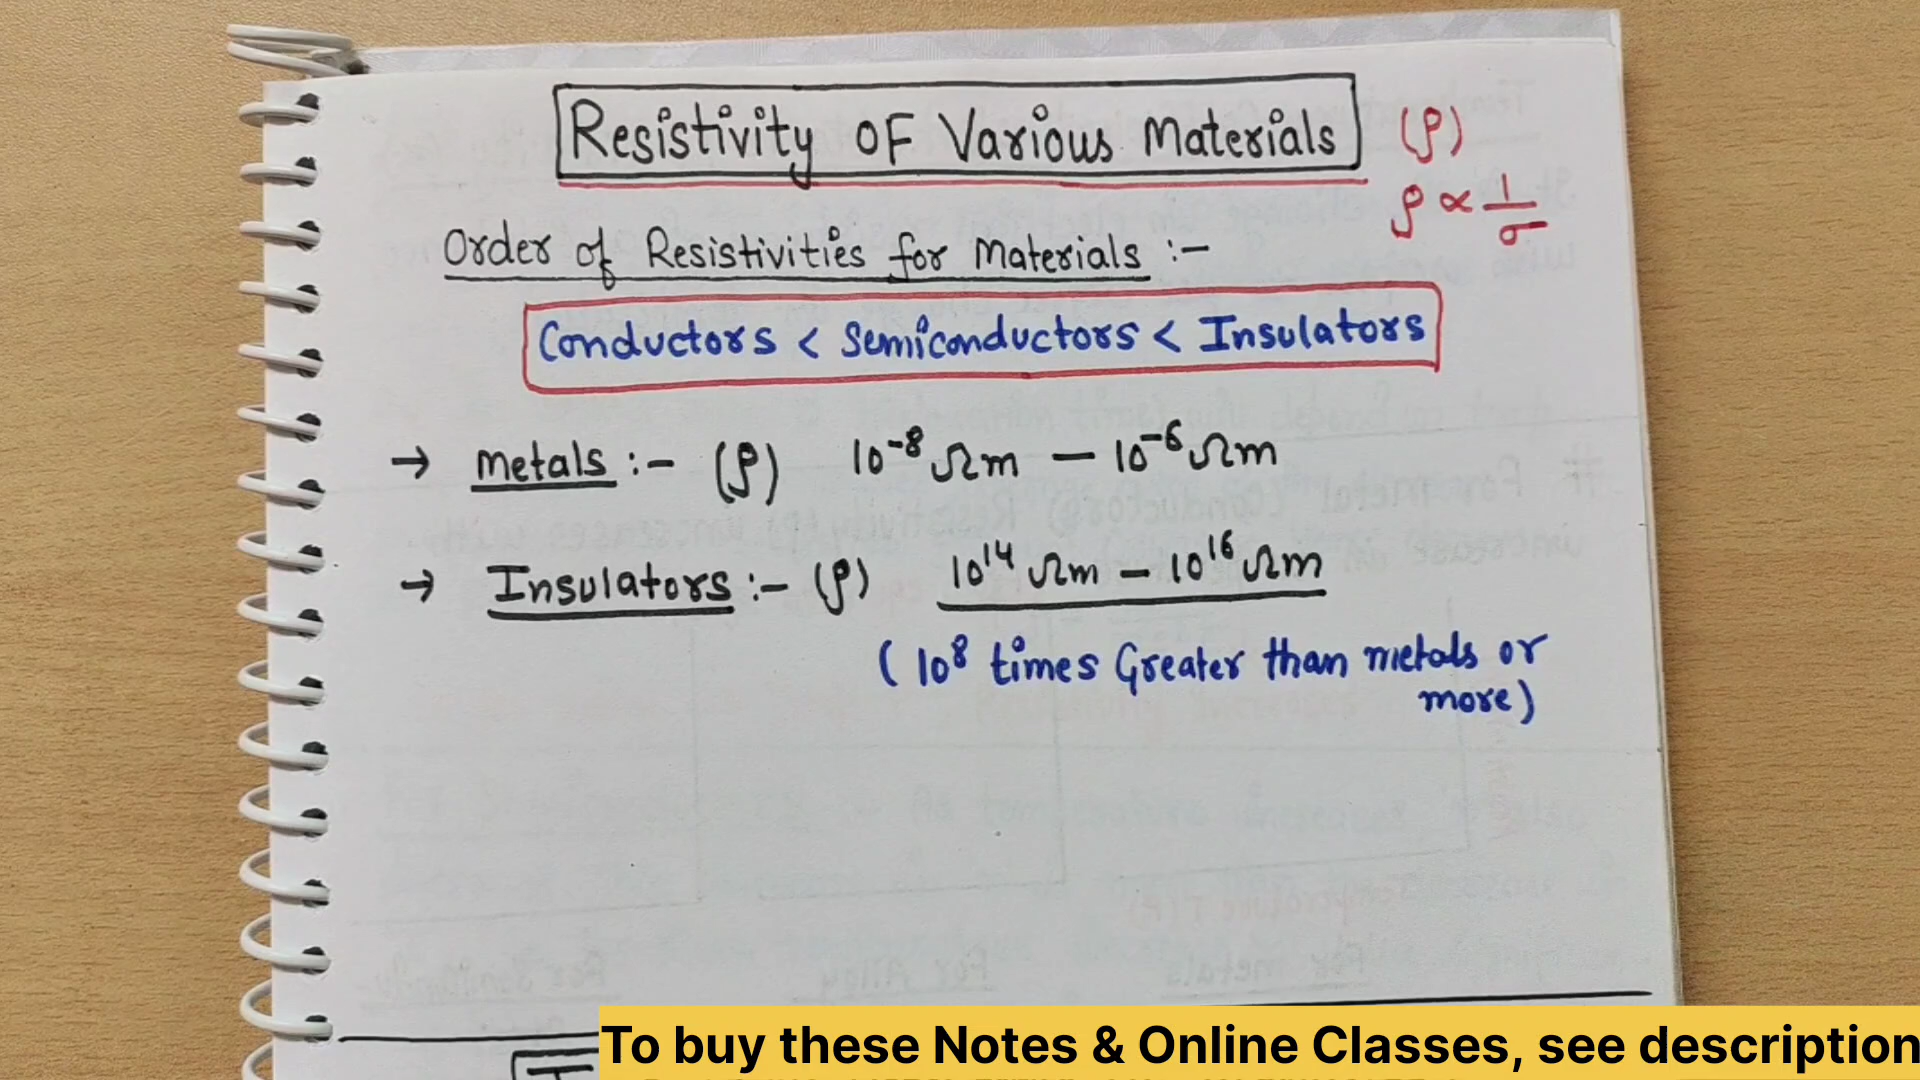 Resistivity OF Various Materials (ρ)
ρ ∝ 1/σ
Order of Resistivities for Materials :-
Conductors < Semiconductors < Insulators
→ Metals :- (ρ) 10⁻⁸ Ωm – 10⁻⁶ Ωm
→ Insulators :- (ρ) 10¹⁴ Ωm – 10¹⁶ Ωm
(10⁸ times Greater than metals or
more)
To buy these Notes & Online Classes, see description